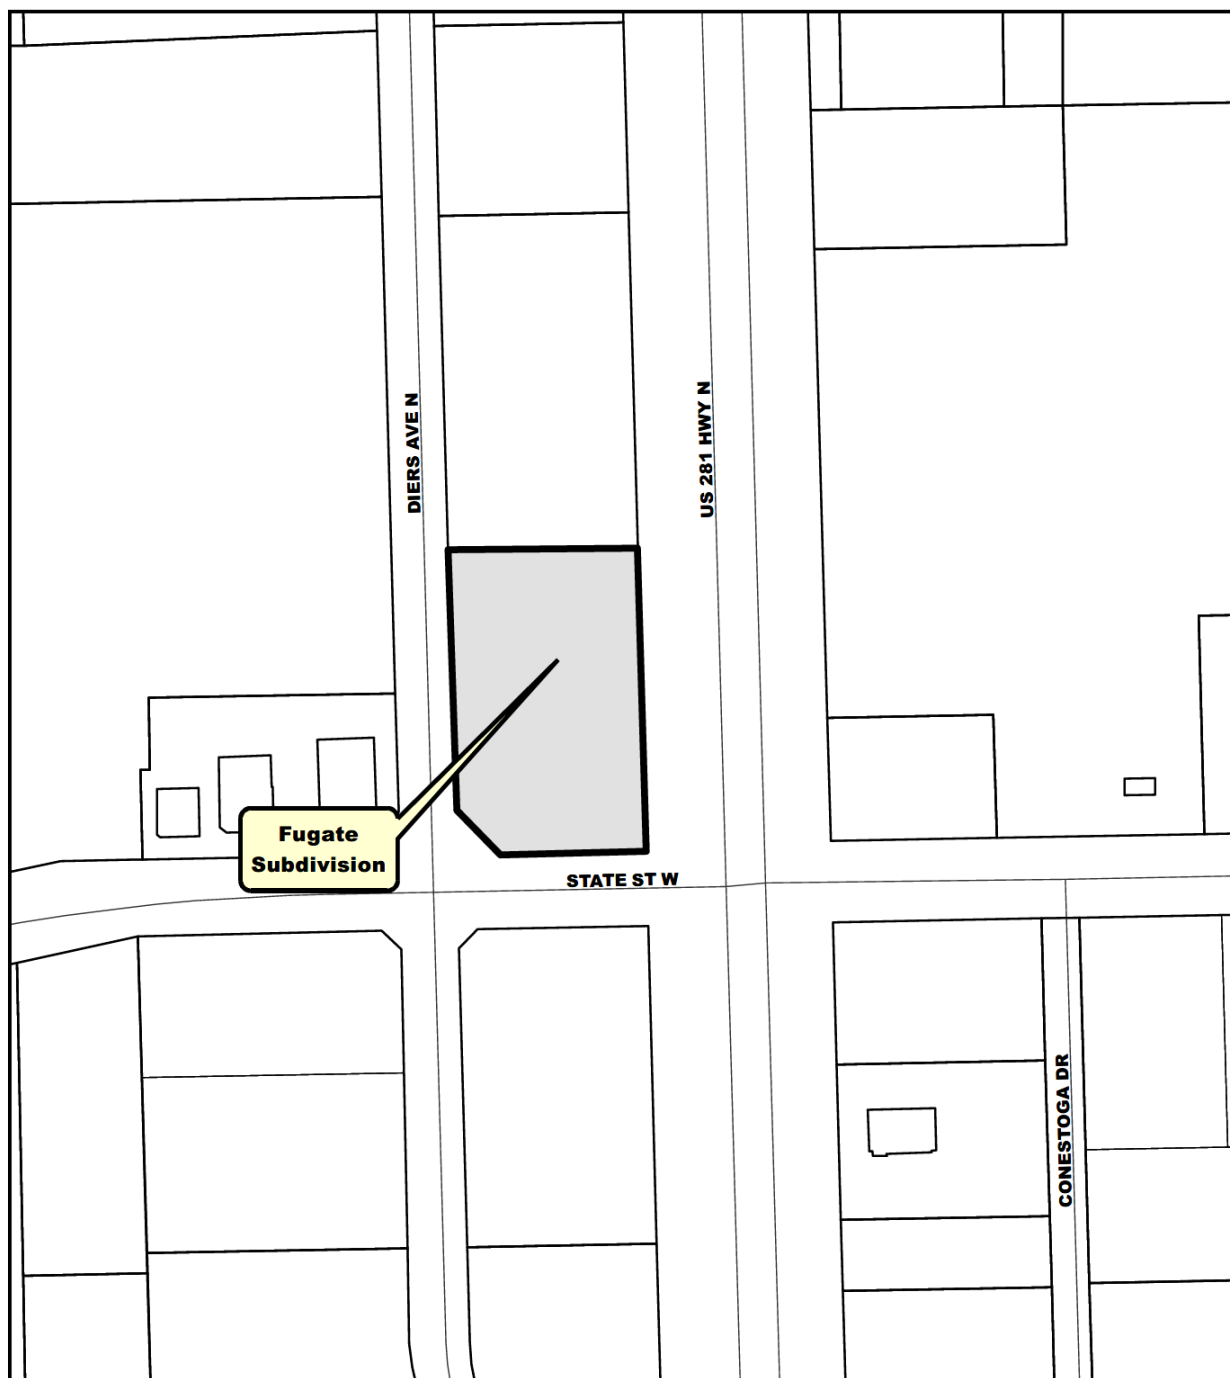 US 281 HWY N
DIERS AVE N
Fugate
Subdivision
STATE ST W
CONESTOGA DR